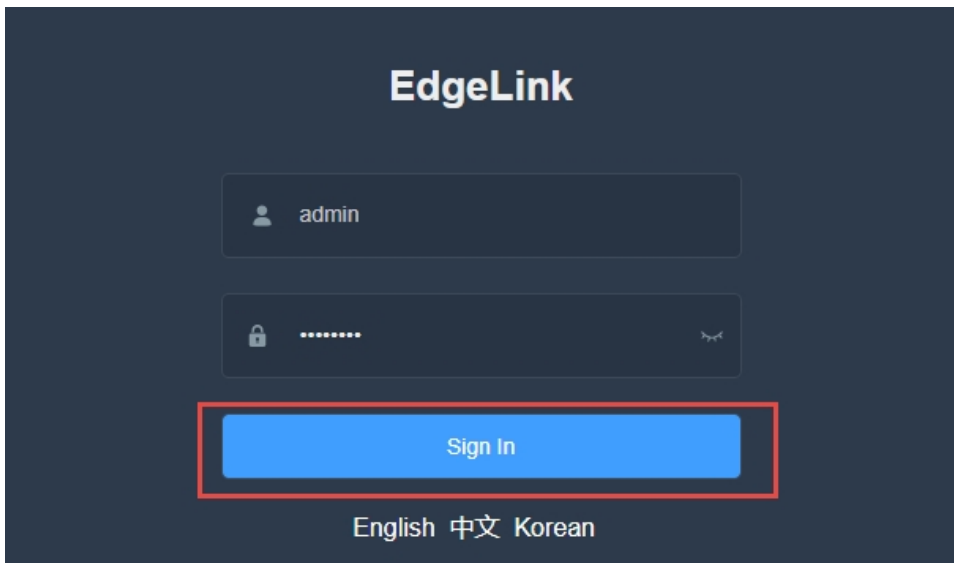 EdgeLink
admin
••••••••
Sign In
English 中文 Korean